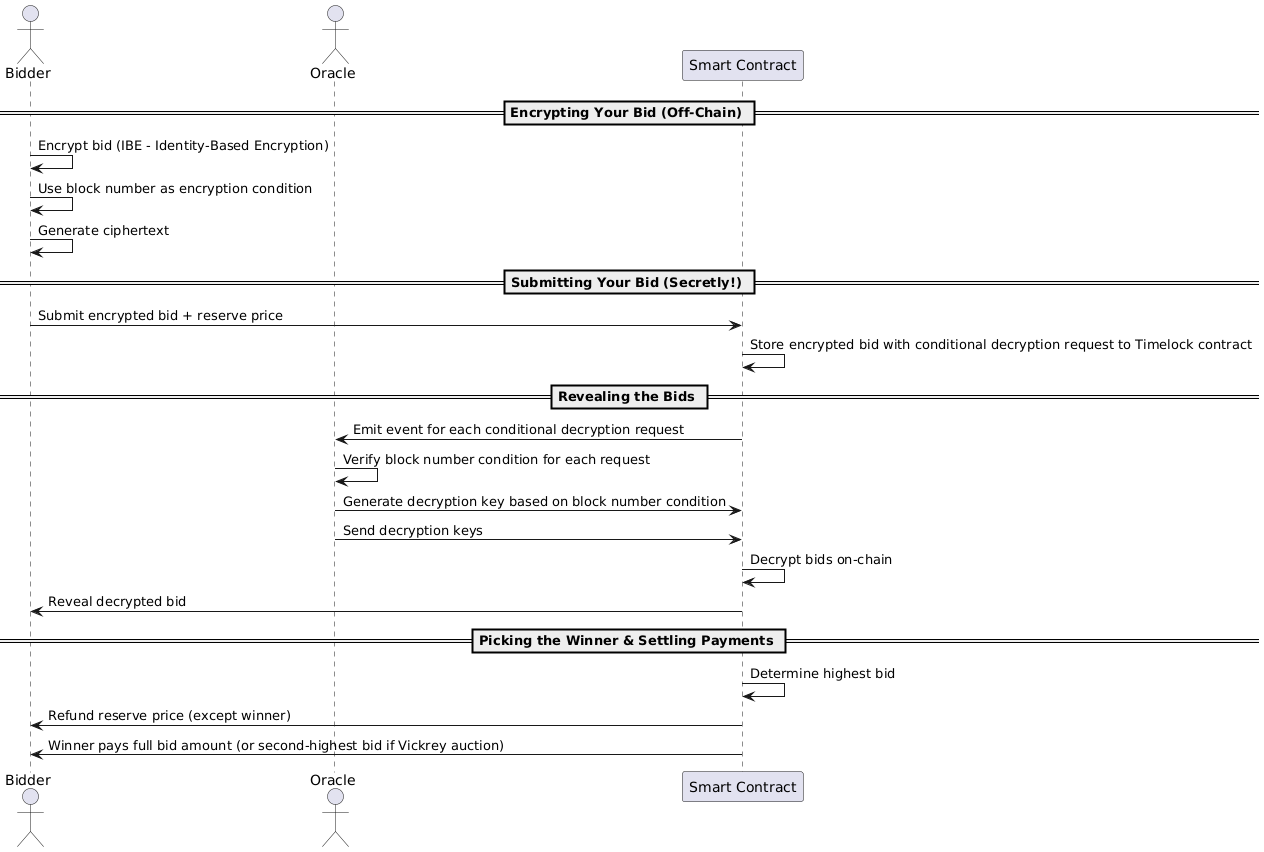 Bidder
Oracle
Smart Contract
Encrypting Your Bid (Off-Chain)
Encrypt bid (IBE - Identity-Based Encryption)
Use block number as encryption condition
Generate ciphertext
Submitting Your Bid (Secretly!)
Submit encrypted bid + reserve price
Store encrypted bid with conditional decryption request to Timelock contract
Revealing the Bids
Emit event for each conditional decryption request
Verify block number condition for each request
Generate decryption key based on block number condition
Send decryption keys
Decrypt bids on-chain
Reveal decrypted bid
Picking the Winner & Settling Payments
Determine highest bid
Refund reserve price (except winner)
Winner pays full bid amount (or second-highest bid if Vickrey auction)
Bidder
Oracle
Smart Contract